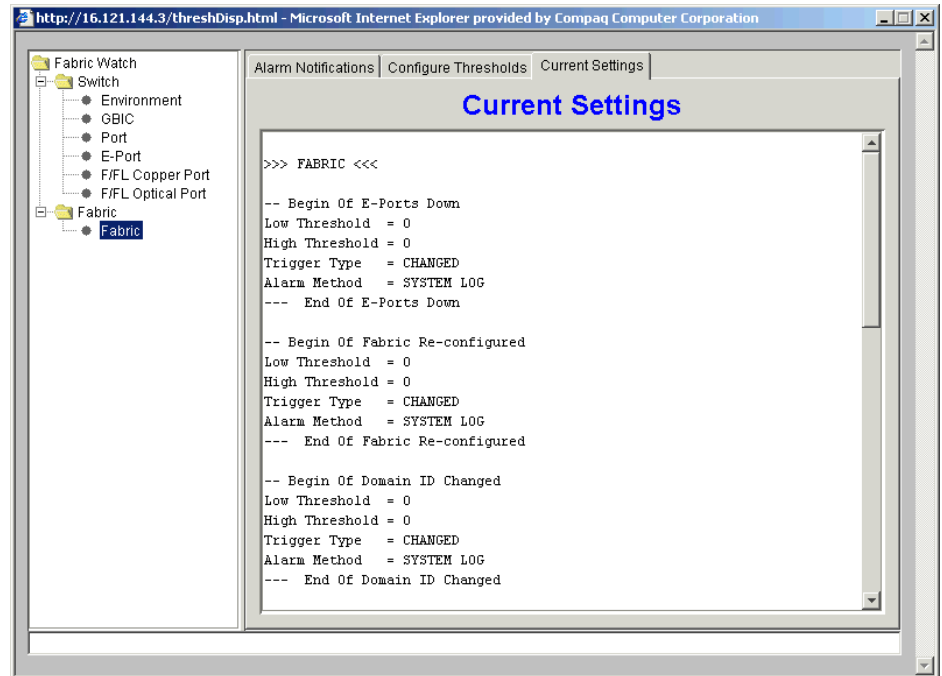 http://16.121.144.3/threshDisp.html - Microsoft Internet Explorer provided by Compaq Computer Corporation
Fabric Watch
Switch
Environment
GBIC
Port
E-Port
F/FL Copper Port
F/FL Optical Port
Fabric
Fabric
Alarm Notifications
Configure Thresholds
Current Settings
Current Settings
>>> FABRIC <<<
-- Begin Of E-Ports Down
Low Threshold = 0
High Threshold = 0
Trigger Type = CHANGED
Alarm Method = SYSTEM LOG
--- End Of E-Ports Down
-- Begin Of Fabric Re-configured
Low Threshold = 0
High Threshold = 0
Trigger Type = CHANGED
Alarm Method = SYSTEM LOG
--- End Of Fabric Re-configured
-- Begin Of Domain ID Changed
Low Threshold = 0
High Threshold = 0
Trigger Type = CHANGED
Alarm Method = SYSTEM LOG
--- End Of Domain ID Changed